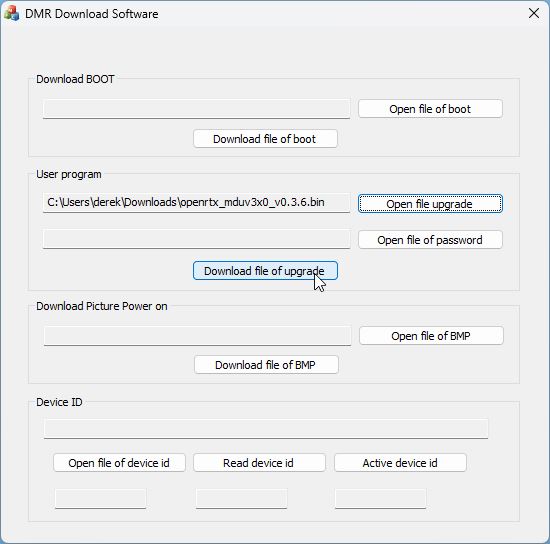 DMR Download Software
Download BOOT
Open file of boot
Download file of boot
User program
C:\Users\derek\Downloads\openrtx_mduv3x0_v0.3.6.bin
Open file upgrade
Open file of password
Download file of upgrade
Download Picture Power on
Open file of BMP
Download file of BMP
Device ID
Open file of device id
Read device id
Active device id